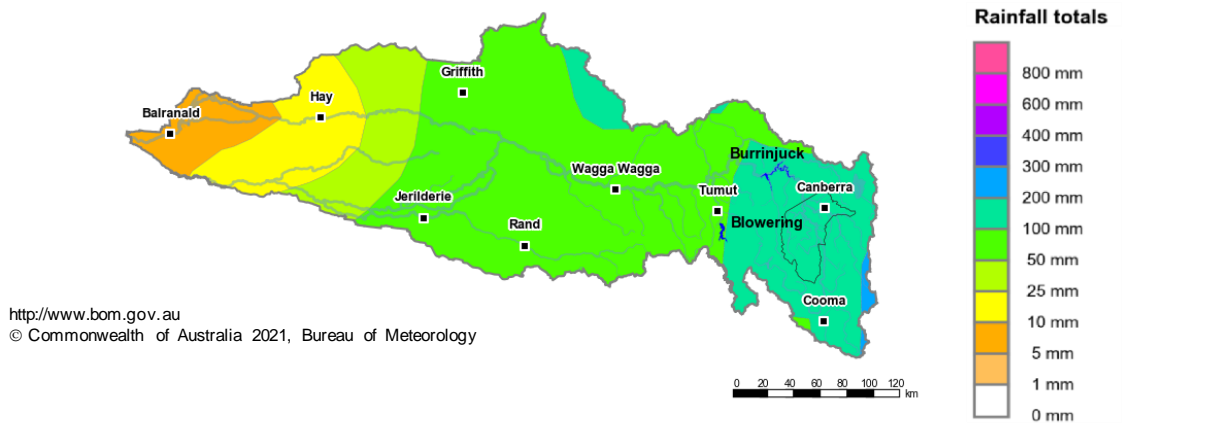 Rainfall totals
Griffith
Hay
Balranald
Burrinjuck
Wagga Wagga
Tumut
Canberra
Jerilderie
Rand
Blowering
Cooma
800 mm
600 mm
400 mm
300 mm
200 mm
100 mm
50 mm
25 mm
10 mm
5 mm
1 mm
0 mm
http://www.bom.gov.au
© Commonwealth of Australia 2021, Bureau of Meteorology
0 20 40 60 80 100 120
km